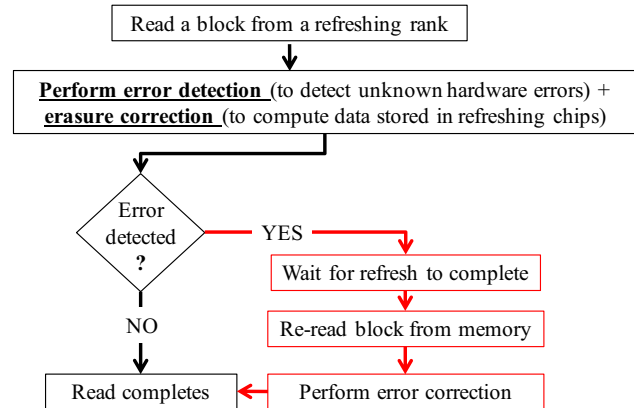 Read a block from a refreshing rank
Perform error detection (to detect unknown hardware errors) +
erasure correction (to compute data stored in refreshing chips)
Error
detected
?
YES
Wait for refresh to complete
Re-read block from memory
NO
Read completes
Perform error correction